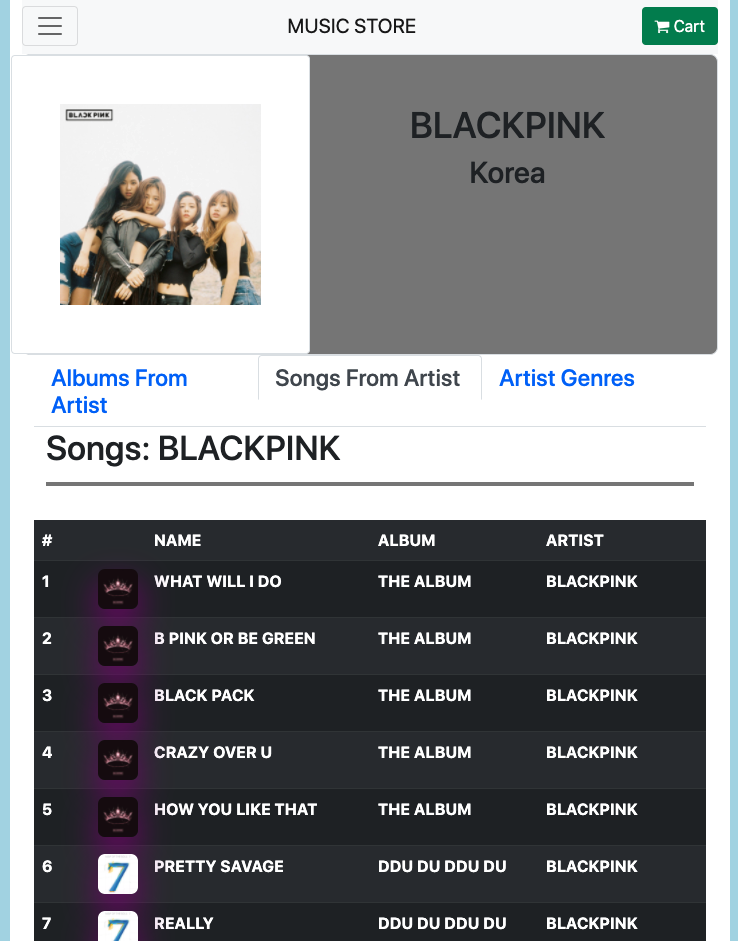 MUSIC STORE
Cart
BLACKPINK
BLACKPINK
Korea
Albums From
Artist
Songs From Artist
Artist Genres
Songs: BLACKPINK
# NAME ALBUM ARTIST
1 WHAT WILL I DO THE ALBUM BLACKPINK
2 B PINK OR BE GREEN THE ALBUM BLACKPINK
3 BLACK PACK THE ALBUM BLACKPINK
4 CRAZY OVER U THE ALBUM BLACKPINK
5 HOW YOU LIKE THAT THE ALBUM BLACKPINK
6 7 PRETTY SAVAGE DDU DU DDU DU BLACKPINK
7 7 REALLY DDU DU DDU DU BLACKPINK